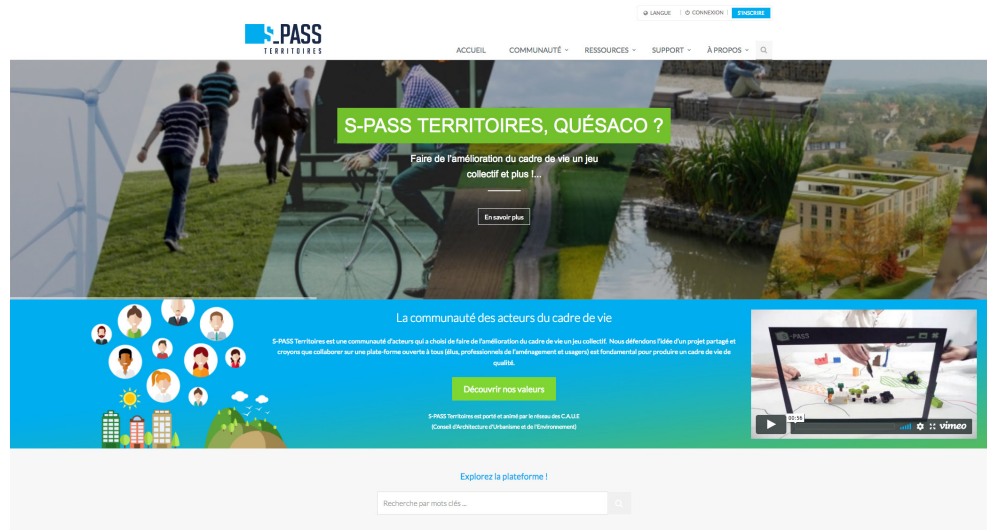 LANGUE | CONNEXION | S'INSCRIRE
S-PASS
TERRITOIRES
ACCUEIL COMMUNAUTÉ RESSOURCES SUPPORT À PROPOS
S-PASS TERRITOIRES, QUÉSACO ?
Faire de l'amélioration du cadre de vie un jeu
collectif et plus !...
En savoir plus
La communauté des acteurs du cadre de vie
S-PASS Territoires est une communauté d'acteurs qui a choisi de faire de l'amélioration du cadre de vie un jeu collectif. Nous défendons l'idée d'un projet partagé et
croyons que collaborer sur une plate-forme ouverte à tous (élus, professionnels de l'aménagement et usagers) est fondamental pour produire un cadre de vie de
qualité.
Découvrir nos valeurs
S-PASS Territoires est porté et animé par le réseau des C.A.U.E
(Conseil d'Architecture d'Urbanisme et de l'Environnement)
S-PASS
00:56
vimeo
Explorez la plateforme !
Recherche par mots clés ...